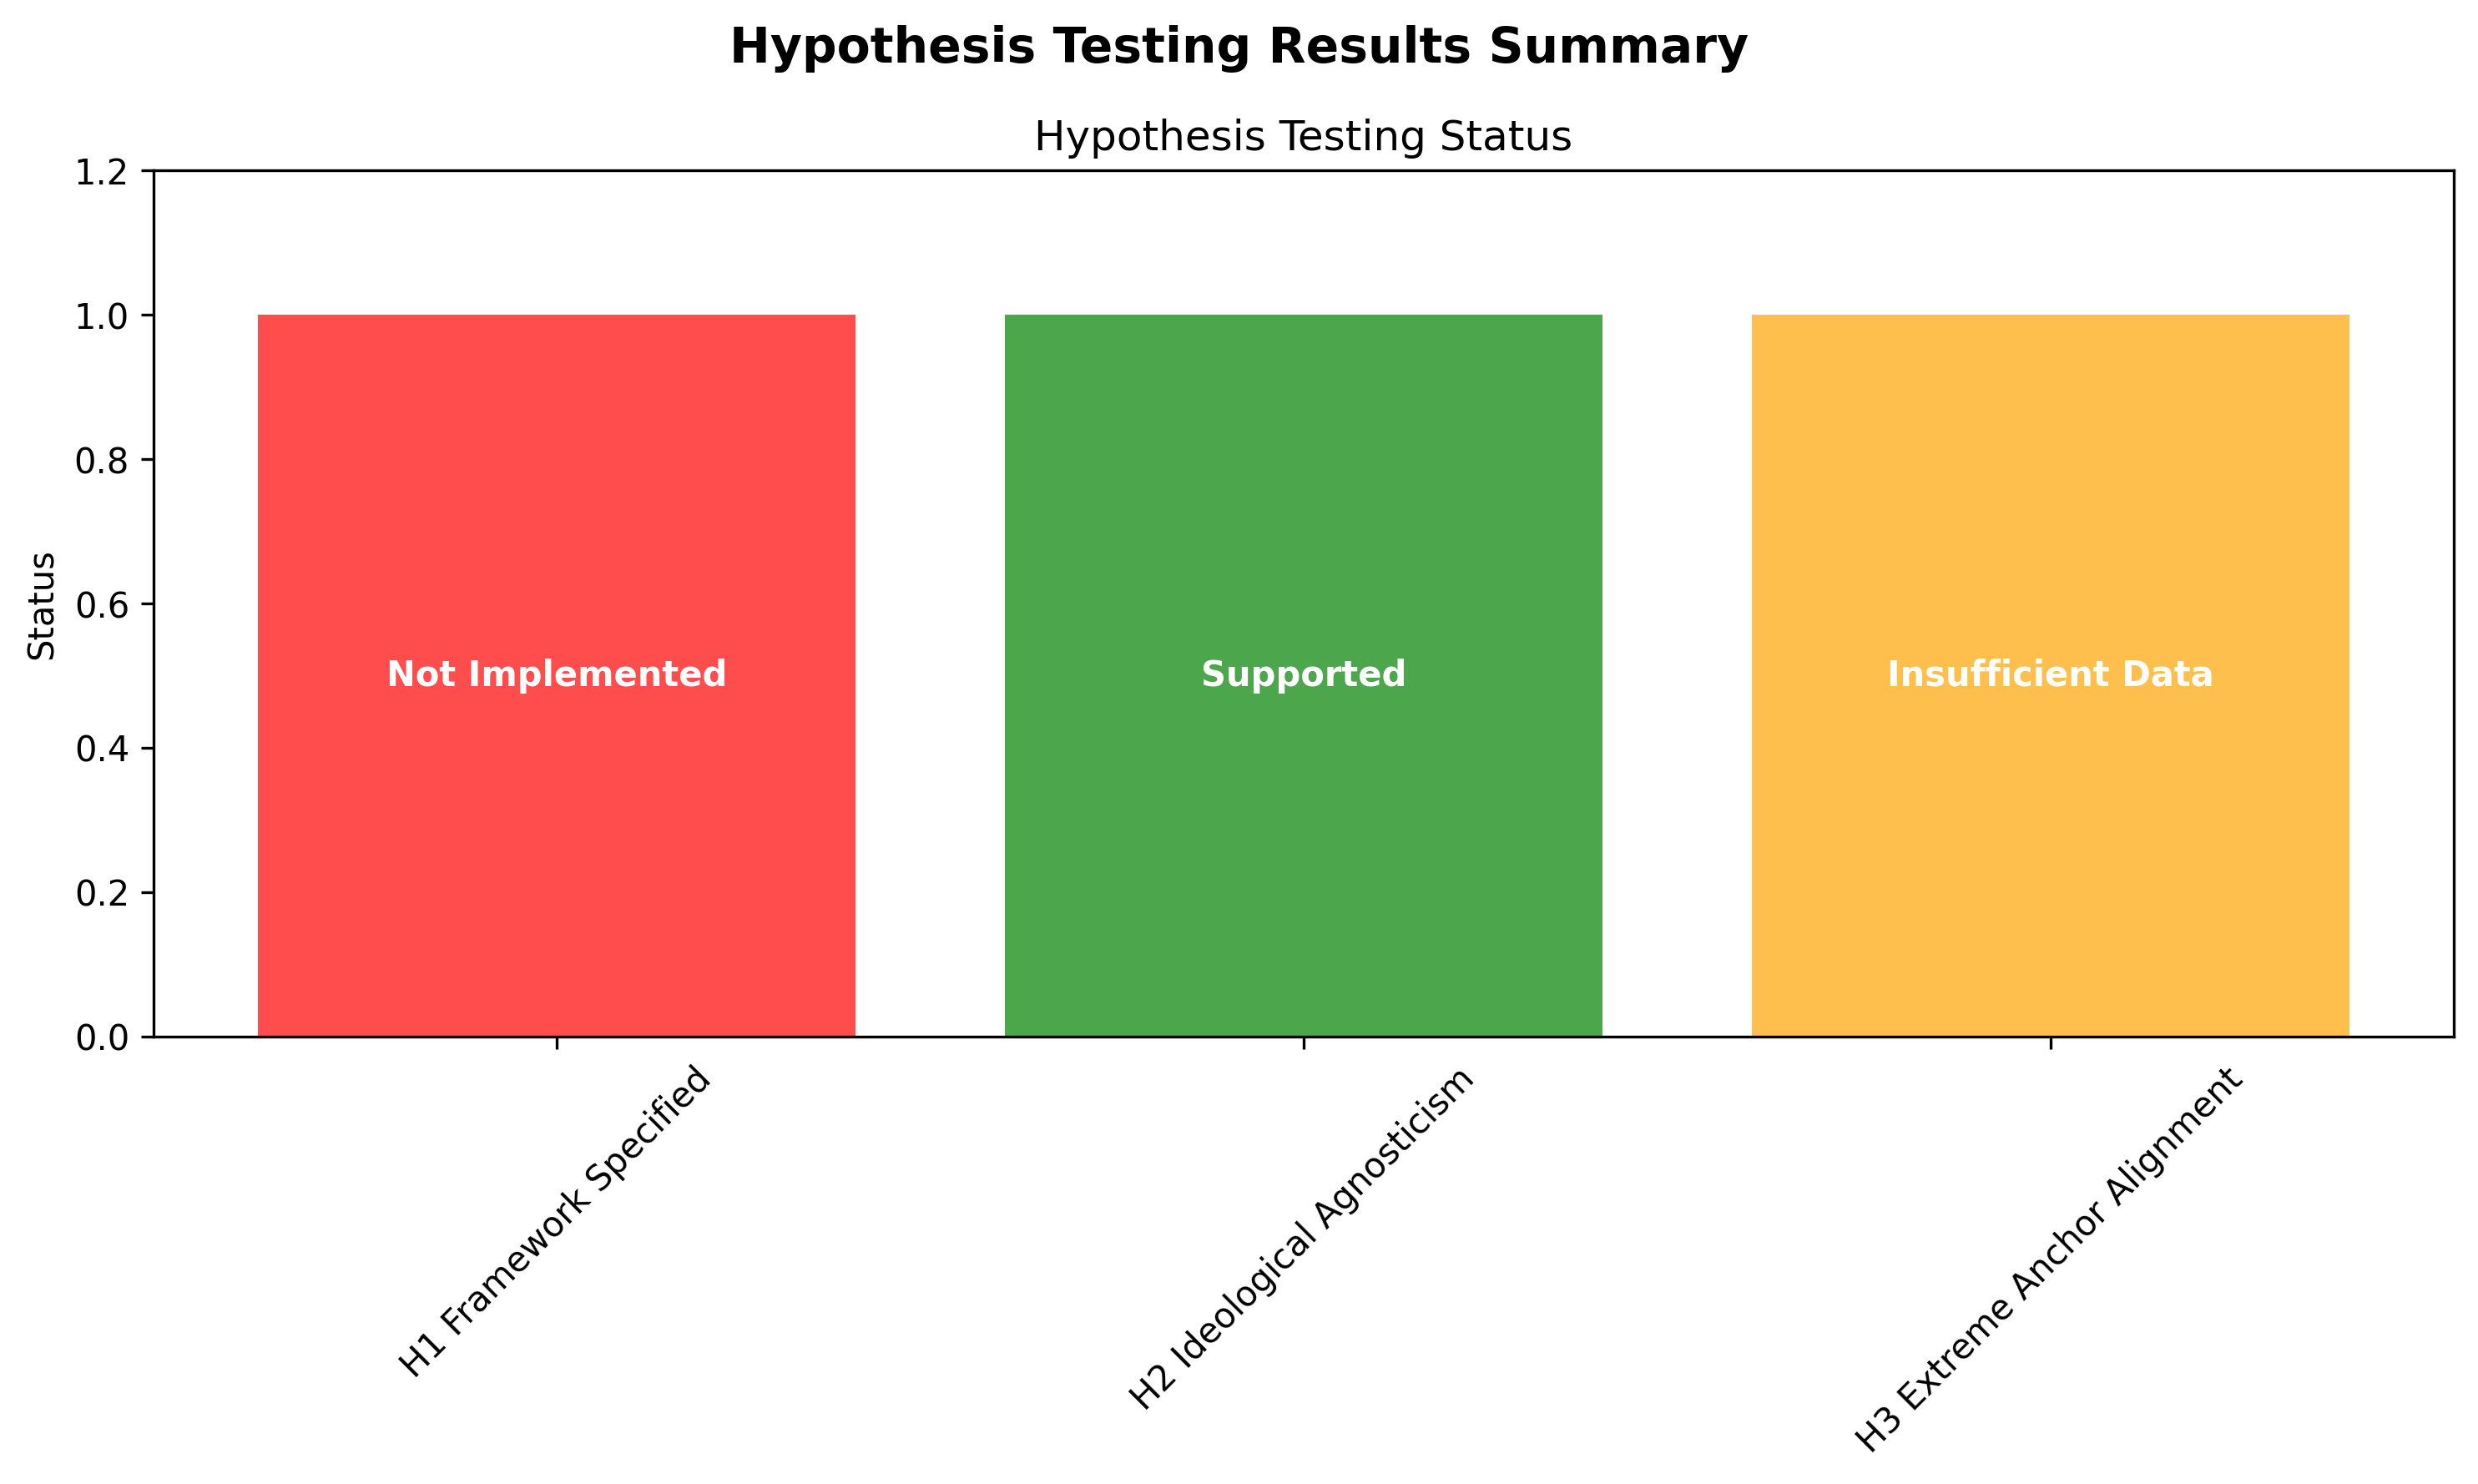 Hypothesis Testing Results Summary
Hypothesis Testing Status
1.2
1.0
0.8
0.6
0.4
0.2
0.0
Status
Not Implemented
Supported
Insufficient Data
H1 Framework Specified
H2 Ideological Agnosticism
H3 Extreme Anchor Alignment